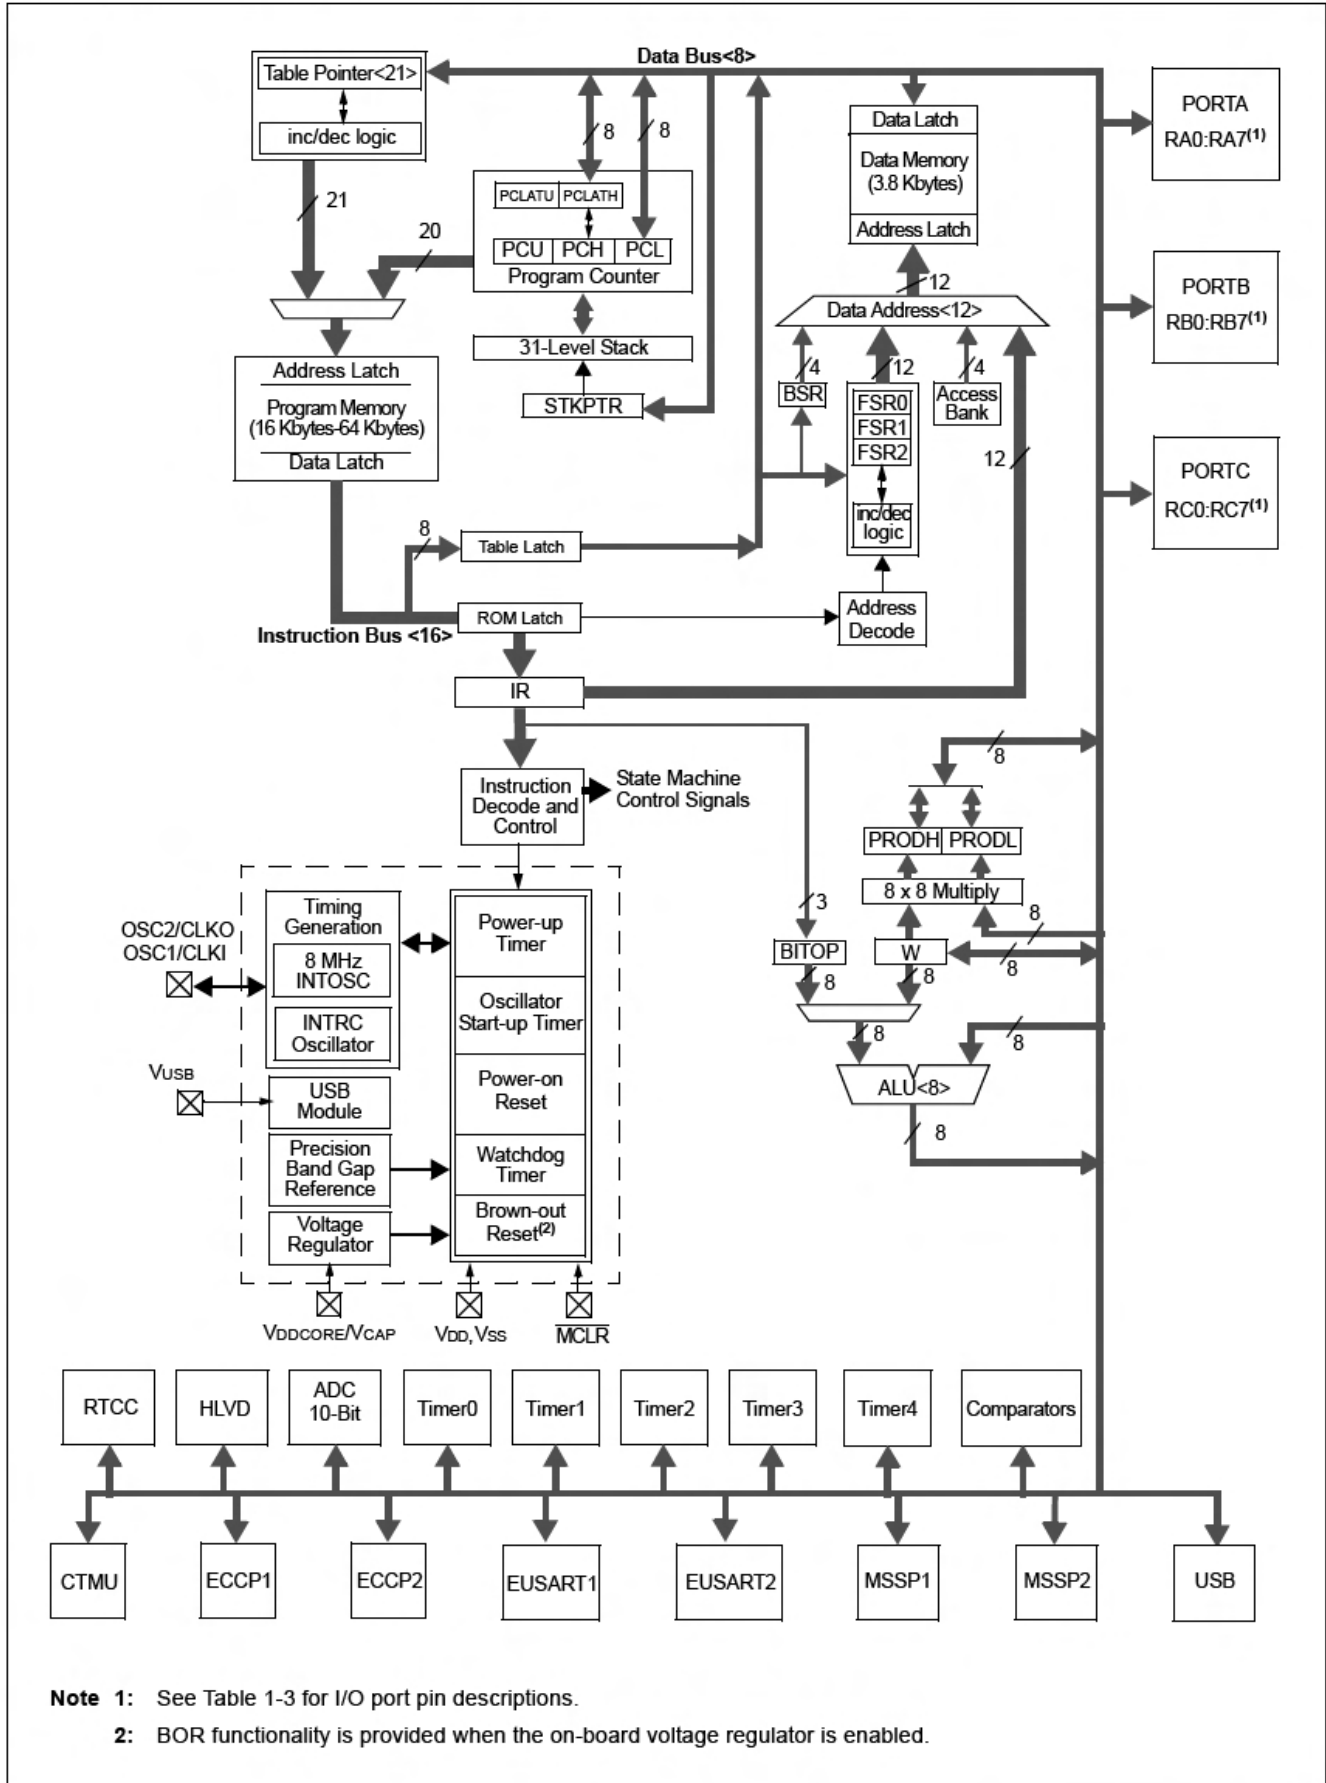 Data Bus<8>
Table Pointer<21>
inc/dec logic
21
20
8
8
PCLATU
PCLATH
PCU
PCH
PCL
Program Counter
31-Level Stack
STKPTR
Data Latch
Data Memory
(3.8 Kbytes)
Address Latch
12
Data Address<12>
4
12
4
BSR
FSR0
FSR1
FSR2
inc/dec
logic
Access
Bank
12
PORTA
RA0:RA7(1)
PORTB
RB0:RB7(1)
PORTC
RC0:RC7(1)
Address Latch
Program Memory
(16 Kbytes-64 Kbytes)
Data Latch
8
Table Latch
ROM Latch
Instruction Bus <16>
Address
Decode
IR
Instruction
Decode and
Control
State Machine
Control Signals
8
PRODH
PRODL
8 x 8 Multiply
3
8
BITOP
W
8
8
8
8
8
ALU<8>
8
OSC2/CLKO
OSC1/CLKI
Timing
Generation
8 MHz
INTOSC
INTRC
Oscillator
VUSB
USB
Module
Precision
Band Gap
Reference
Voltage
Regulator
Power-up
Timer
Oscillator
Start-up Timer
Power-on
Reset
Watchdog
Timer
Brown-out
Reset(2)
VDDCORE/VCAP
VDD, VSS
MCLR
RTCC
HLVD
ADC
10-Bit
Timer0
Timer1
Timer2
Timer3
Timer4
Comparators
CTMU
ECCP1
ECCP2
EUSART1
EUSART2
MSSP1
MSSP2
USB
Note 1: See Table 1-3 for I/O port pin descriptions.
2: BOR functionality is provided when the on-board voltage regulator is enabled.